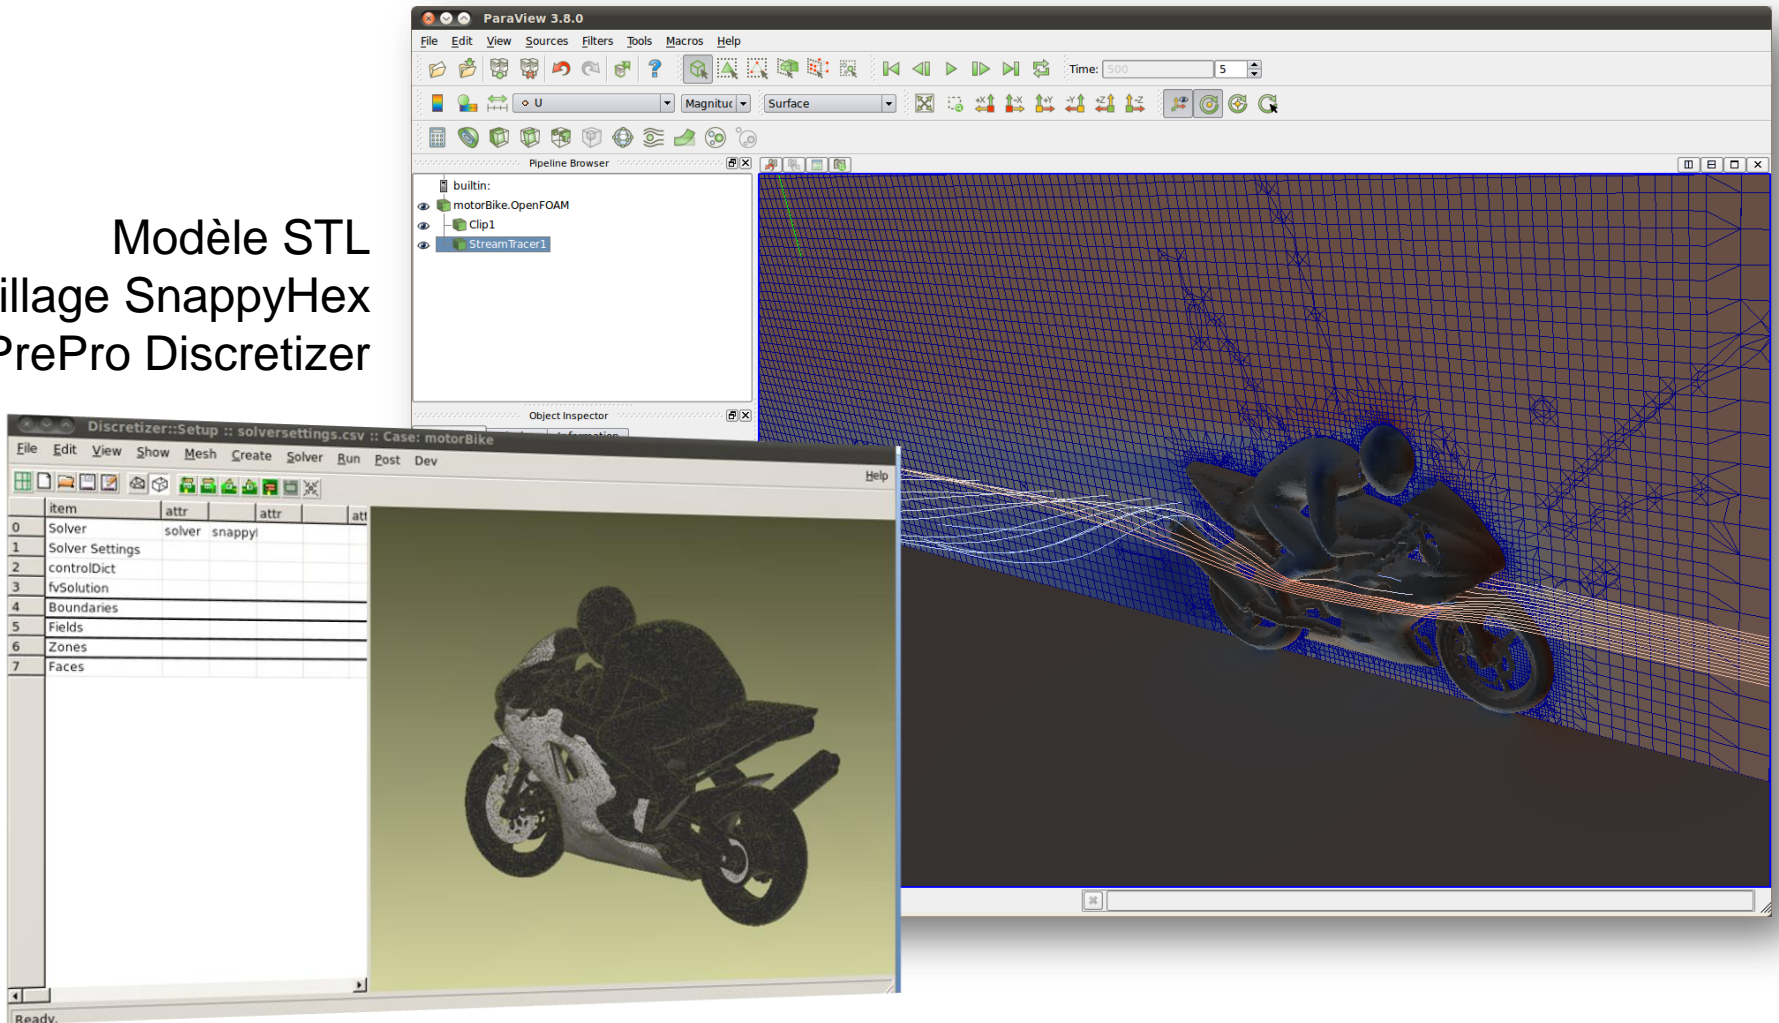 Modèle STL
illage SnappyHex
PrePro Discretizer
ParaView 3.8.0
File Edit View Sources Filters Tools Macros Help
Time: 500 5
U Magnituc Surface
+X -X +Y -Y +Z -Z
Pipeline Browser
builtin:
motorBike.OpenFOAM
Clip1
StreamTracer1
Object Inspector
Discretizer::Setup :: solversettings.csv :: Case: motorBike
File Edit View Show Mesh Create Solver Run Post Dev Help
item attr attr att
0 Solver solver snappyl
1 Solver Settings
2 controlDict
3 fvSolution
4 Boundaries
5 Fields
6 Zones
7 Faces
Ready.